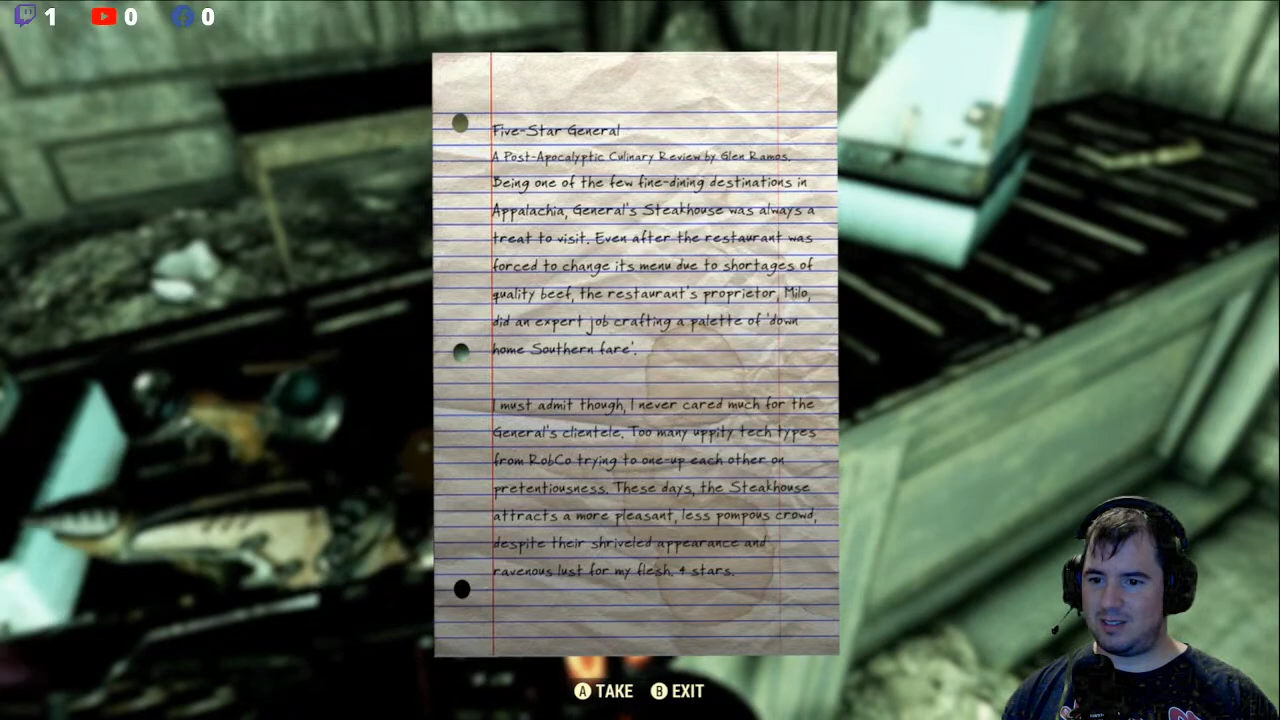 1 0 0
Five-Star General
A Post-Apocalyptic Culinary Review by Glen Ramos.
Being one of the few fine-dining destinations in
Appalachia, General's Steakhouse was always a
treat to visit. Even after the restaurant was
forced to change its menu due to shortages of
quality beef, the restaurant's proprietor, Milo,
did an expert job crafting a palette of 'down
home Southern fare'.
I must admit though, I never cared much for the
General's clientele. Too many uppity tech types
from RobCo trying to one-up each other on
pretentiousness. These days, the Steakhouse
attracts a more pleasant, less pompous crowd,
despite their shriveled appearance and
ravenous lust for my flesh. 4 stars.
A TAKE B EXIT